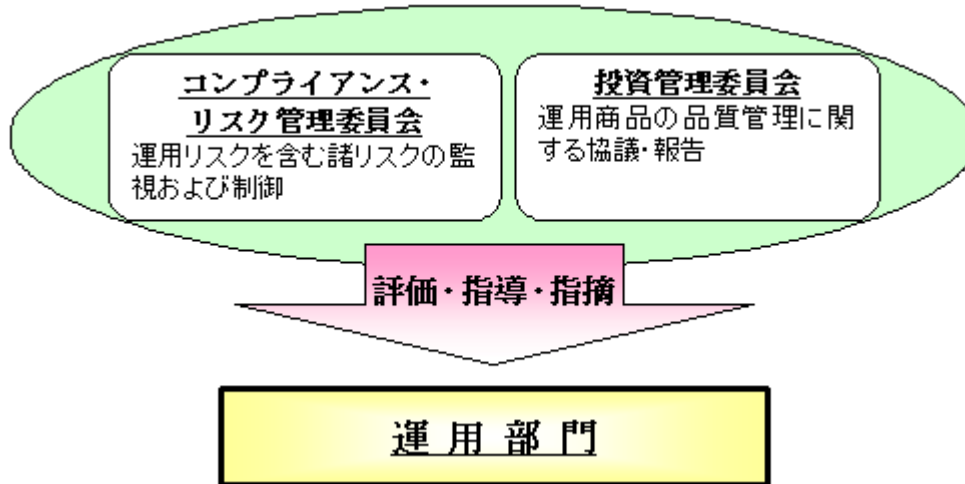 コンプライアンス・
リスク管理委員会
運用リスクを含む諸リスクの監
視および制御
投資管理委員会
運用商品の品質管理に関
する協議・報告
評価・指導・指摘
運用部門